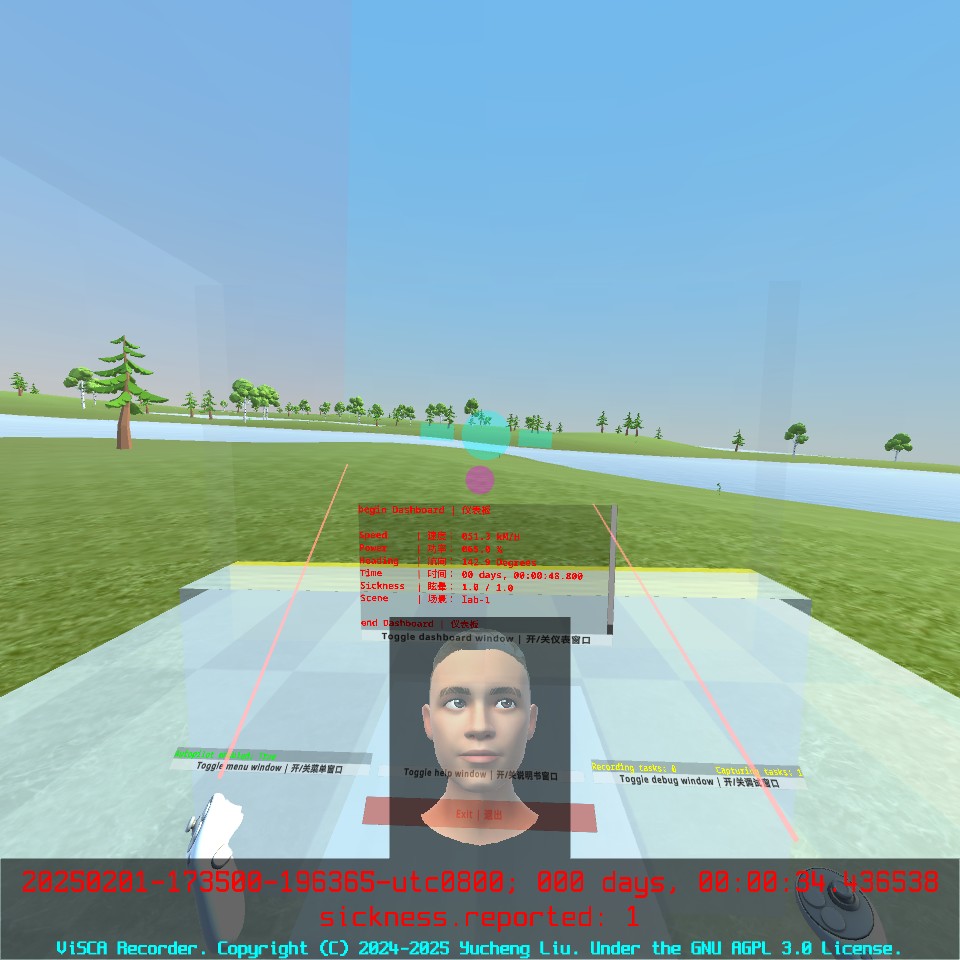 begin Dashboard | 仪表板
Speed | 速度: 051.3 kM/H
Power | 功率: 065.0 %
Heading | 航向: 142.9 Degrees
Time | 时间: 00 days, 00:00:48.800
Sickness | 眩晕: 1.0 / 1.0
Scene | 场景: lab-1
end Dashboard | 仪表板
Toggle dashboard window | 开/关仪表窗口
Recording tasks: 0 Capturing tasks: 1
Toggle menu window | 开/关菜单窗口
Toggle help window | 开/关说明书窗口
Toggle debug window | 开/关调试窗口
Exit | 退出
20250201-173500-196365-utc0800; 000 days, 00:00:34.436538
sickness.reported: 1
ViSCA Recorder. Copyright (C) 2024-2025 Yucheng Liu. Under the GNU AGPL 3.0 License.